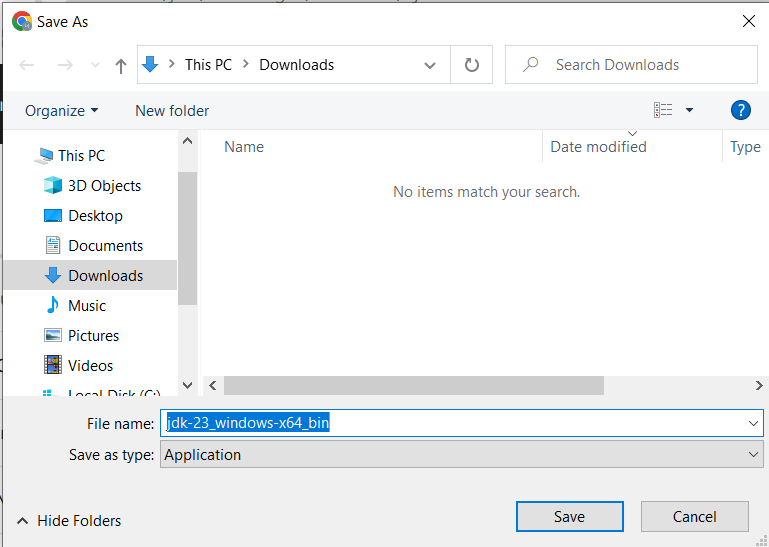 Save As
This PC
Downloads
Search Downloads
Organize
New folder
?
This PC
3D Objects
Desktop
Documents
Downloads
Music
Pictures
Videos
Local Disk (C:)
Name
Date modified
Type
No items match your search.
File name: jdk-23_windows-x64_bin
Save as type: Application
Hide Folders
Save
Cancel